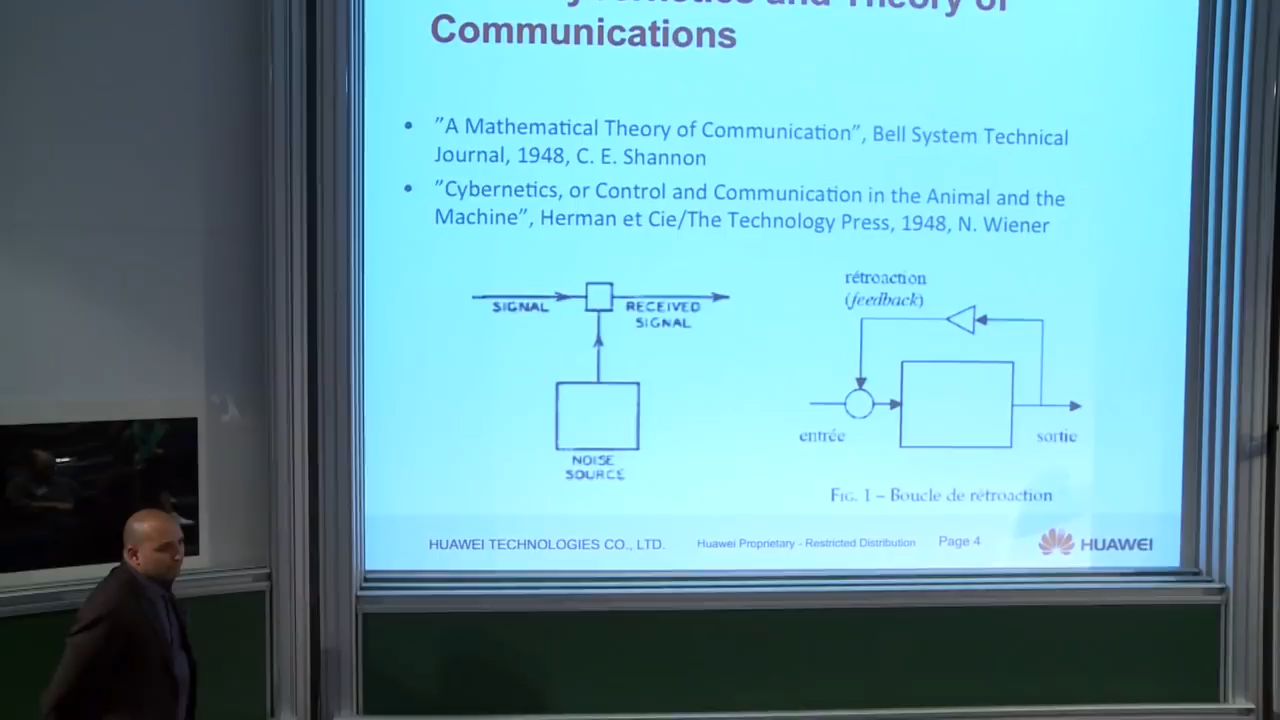 Communications
• ”A Mathematical Theory of Communication”, Bell System Technical
Journal, 1948, C. E. Shannon
• ”Cybernetics, or Control and Communication in the Animal and the
Machine”, Herman et Cie/The Technology Press, 1948, N. Wiener
SIGNAL
RECEIVED
SIGNAL
NOISE
SOURCE
rétroaction
(feedback)
entrée
sortie
FIG. 1 – Boucle de rétroaction
HUAWEI TECHNOLOGIES CO., LTD.
Huawei Proprietary - Restricted Distribution
Page 4
HUAWEI